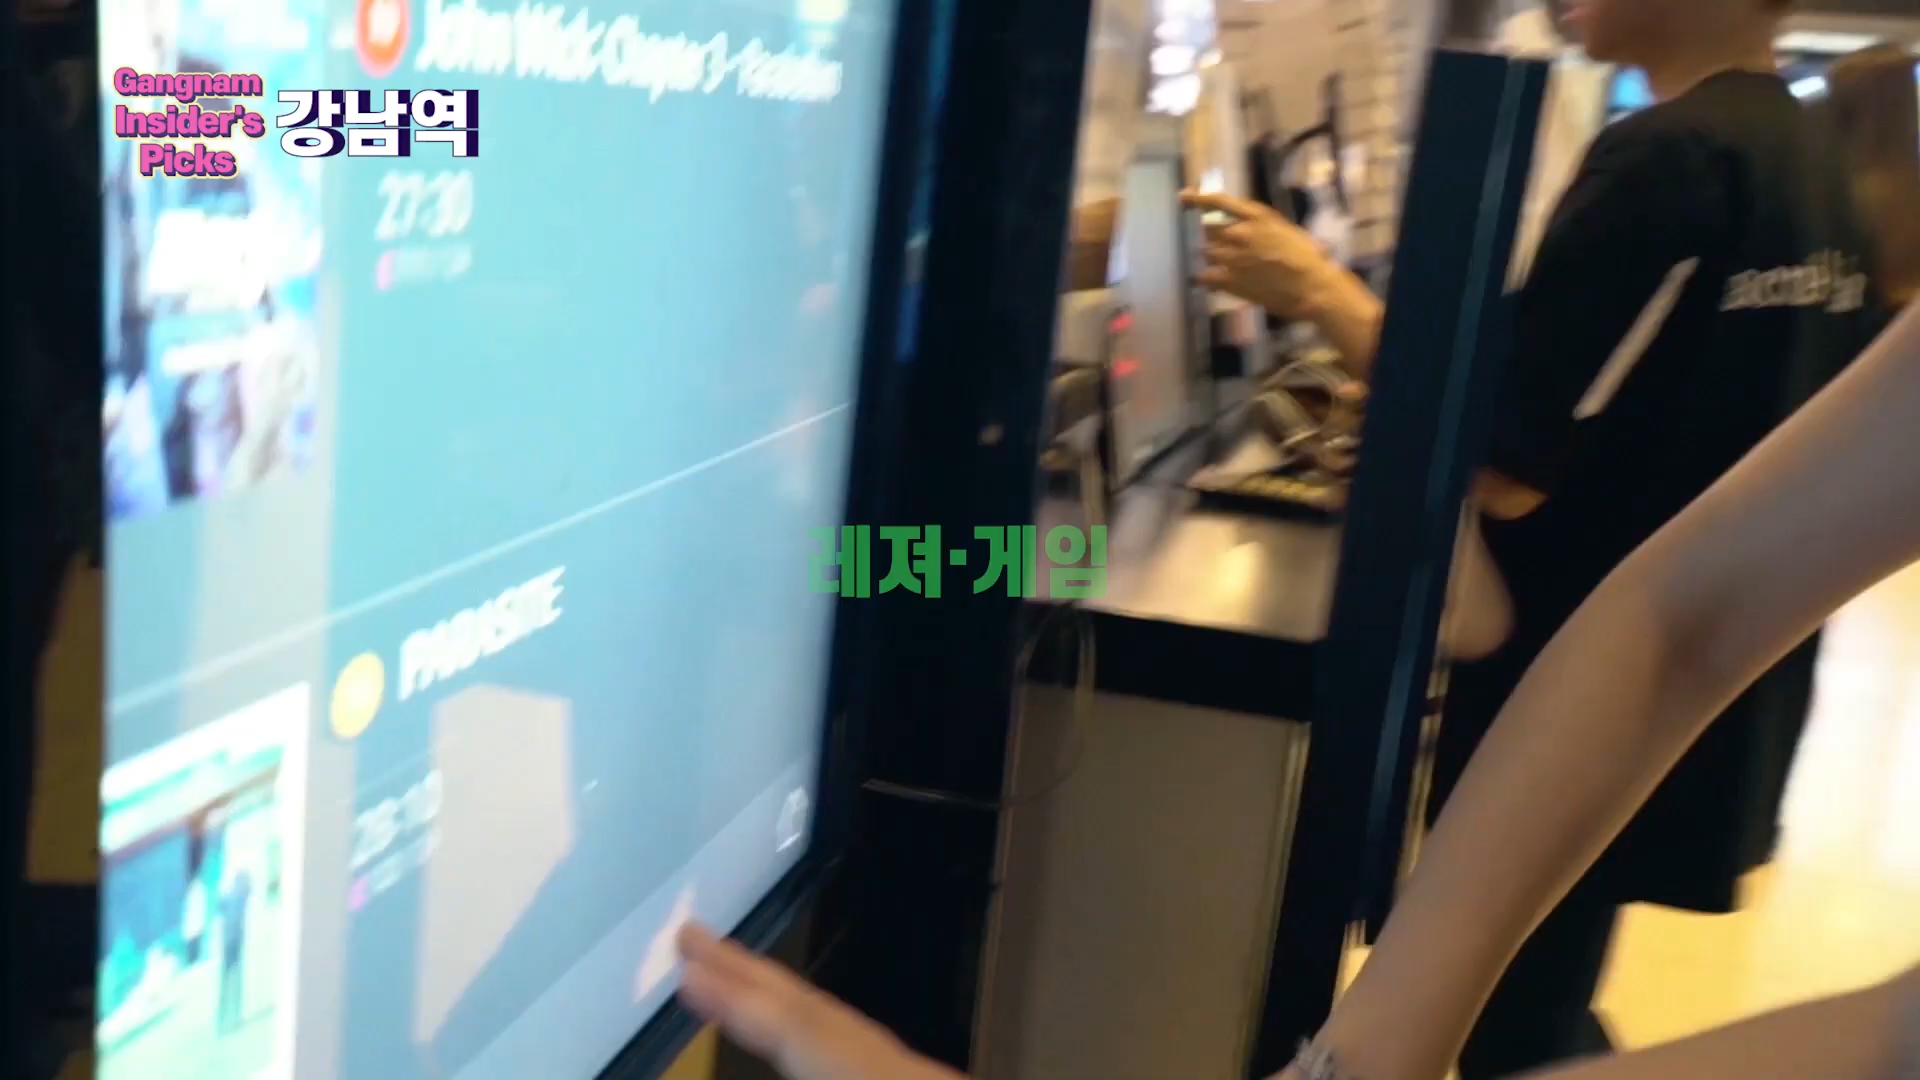 John Wick: Chapter 3 - Parabellum
Gangnam
Insider's
Picks
강남역
27:30
레져·게임
PARASITE